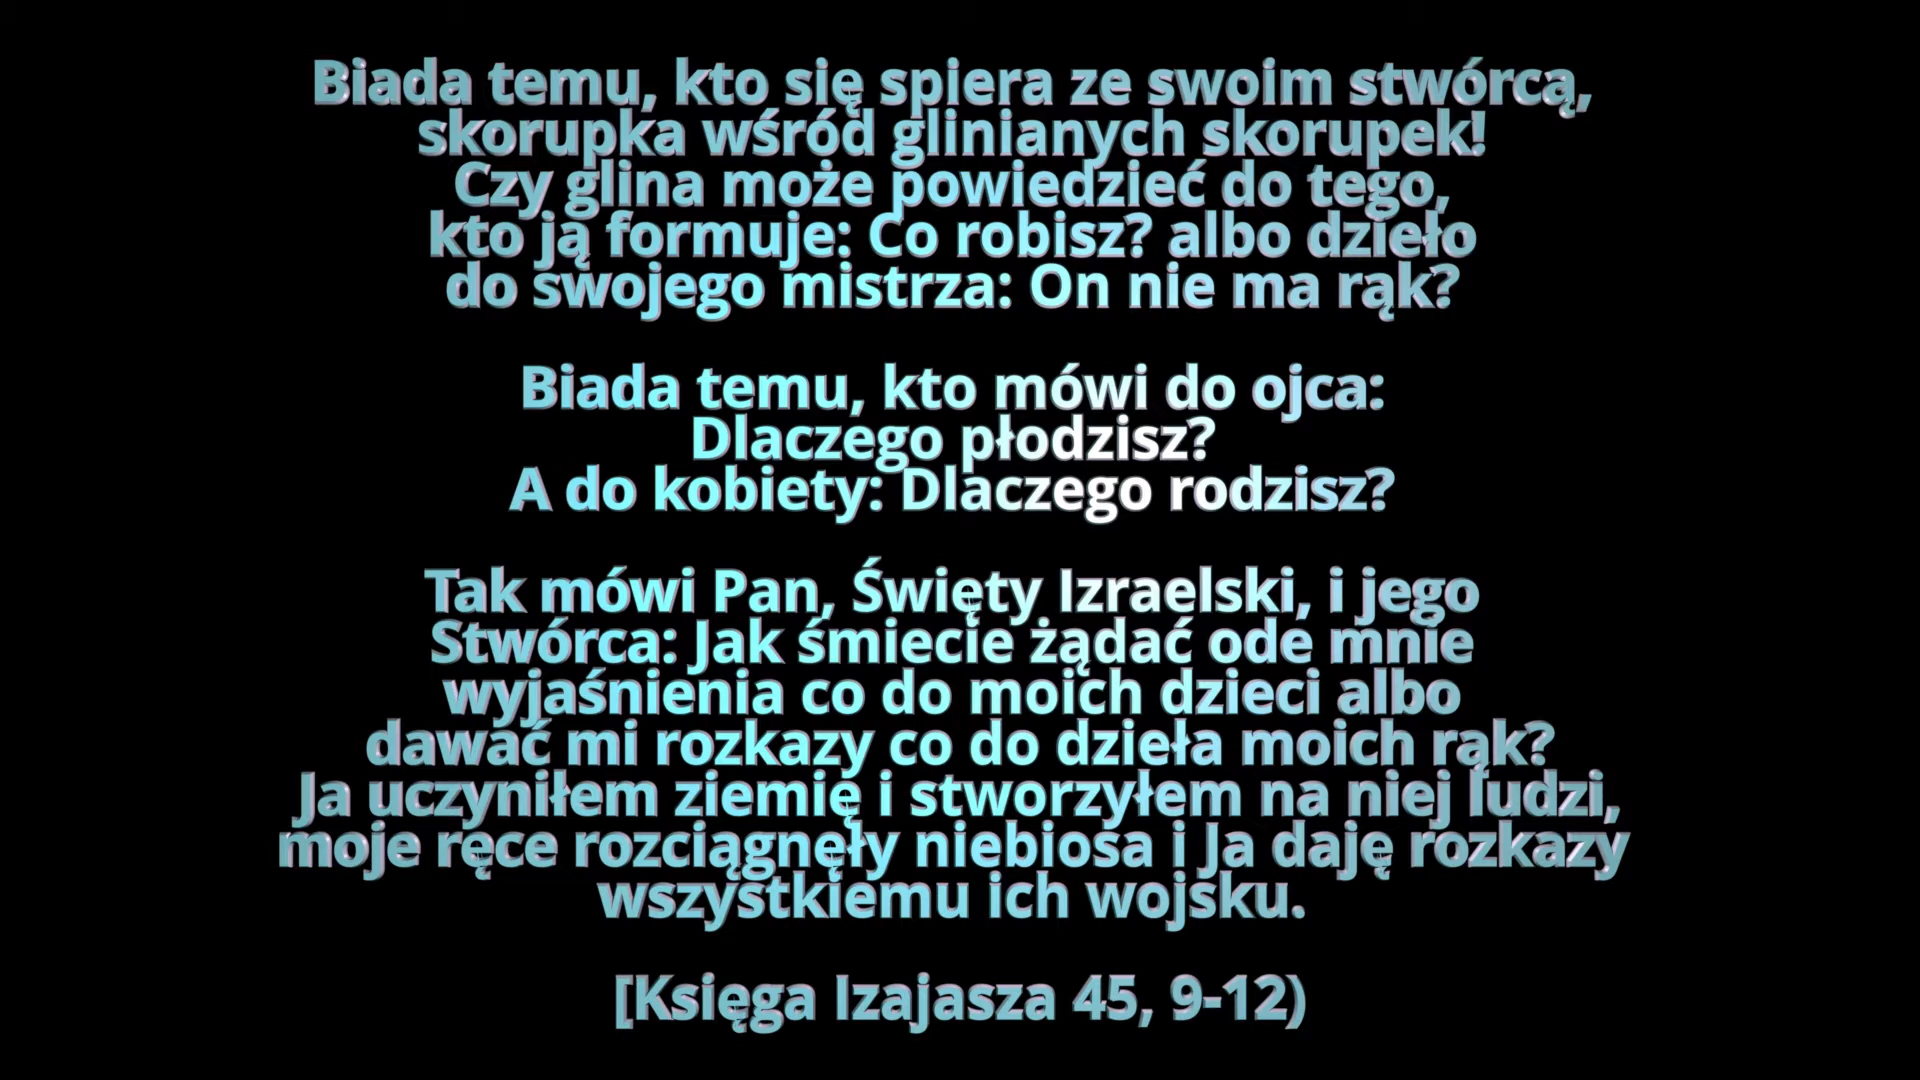 Biada temu, kto się spiera ze swoim stwórcą,
skorupka wśród glinianych skorupek!
Czy glina może powiedzieć do tego,
kto ją formuje: Co robisz? albo dzieło
do swojego mistrza: On nie ma rąk?
Biada temu, kto mówi do ojca:
Dlaczego płodzisz?
A do kobiety: Dlaczego rodzisz?
Tak mówi Pan, Święty Izraelski, i jego
Stwórca: Jak śmiecie żądać ode mnie
wyjaśnienia co do moich dzieci albo
dawać mi rozkazy co do dzieła moich rąk?
Ja uczyniłem ziemię i stworzyłem na niej ludzi,
moje ręce rozciągnęły niebiosa i Ja daję rozkazy
wszystkiemu ich wojsku.
[Księga Izajasza 45, 9-12)